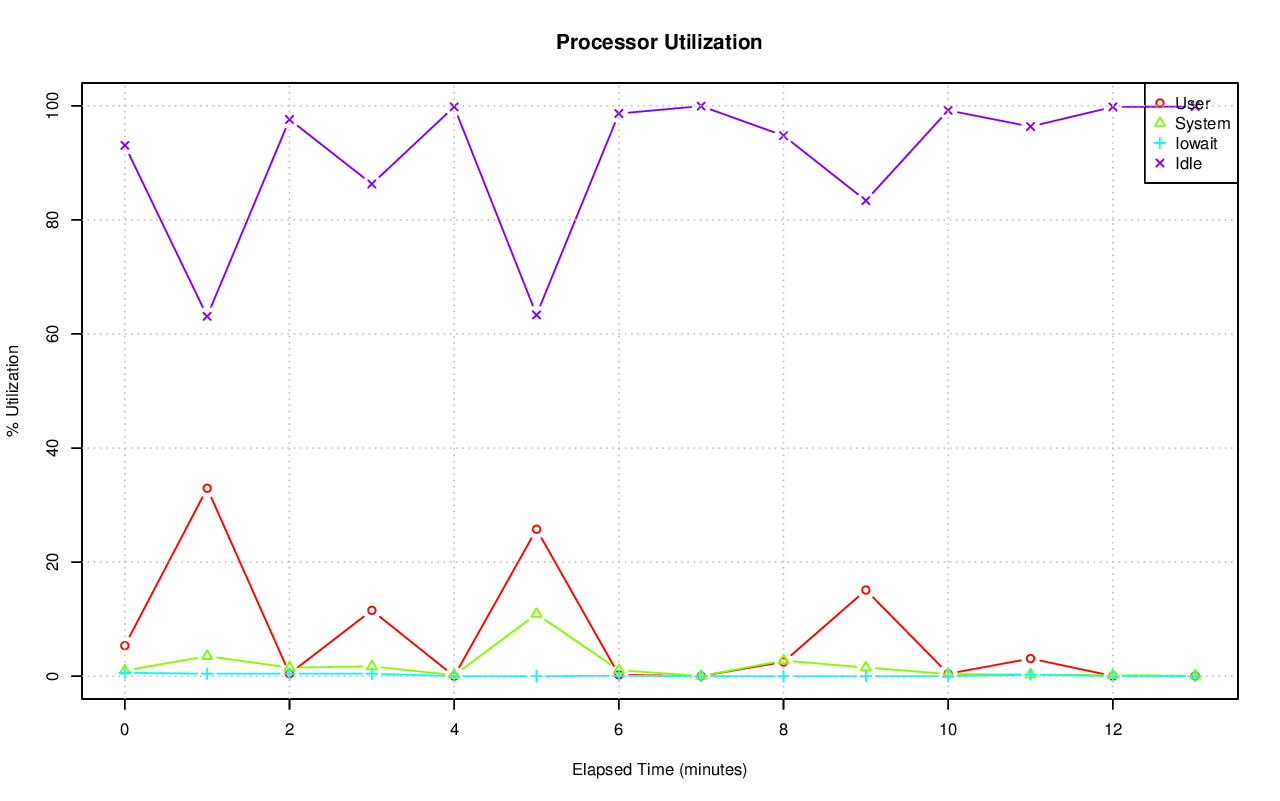 Processor Utilization
% Utilization
100
80
60
40
20
0
User
System
Iowait
Idle
0 2 4 6 8 10 12
Elapsed Time (minutes)